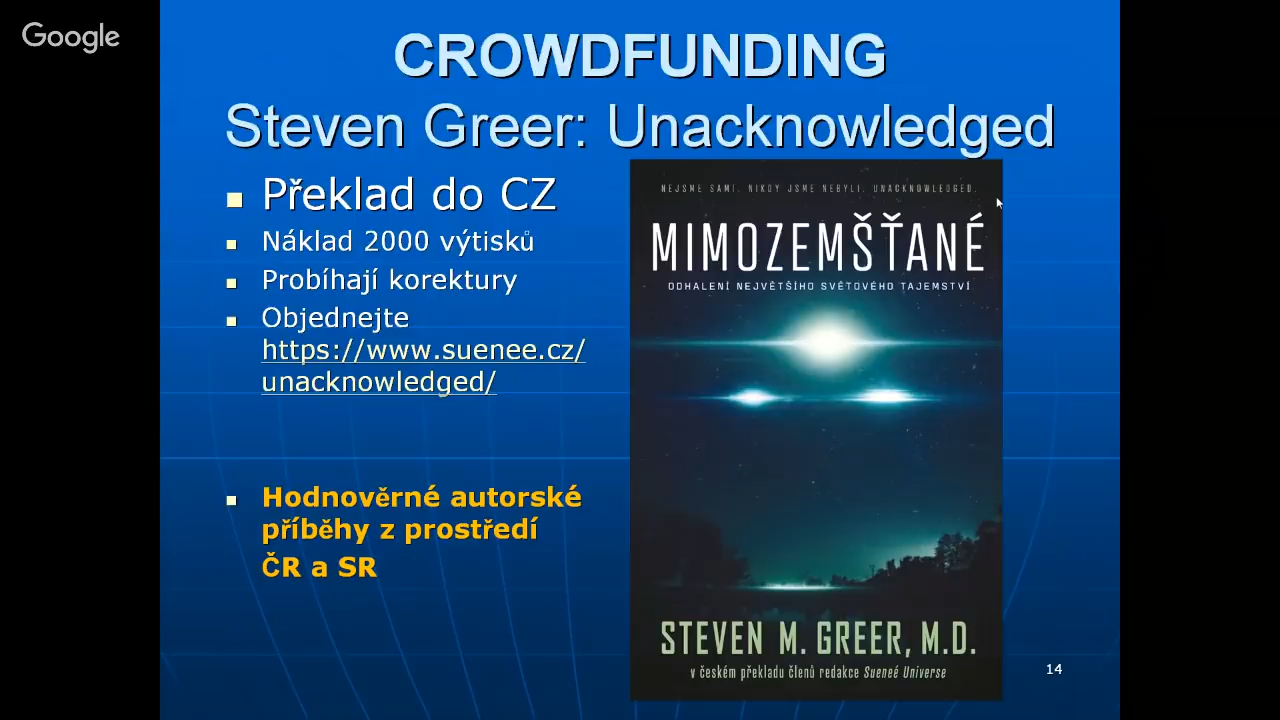 Google
CROWDFUNDING
Steven Greer: Unacknowledged
Překlad do CZ
Náklad 2000 výtisků
Probíhají korektury
Objednejte
https://www.suenee.cz/
unacknowledged/
Hodnověrné autorské
příběhy z prostředí
ČR a SR
NEJSME SAMI. NIKDY JSME NEBYLI. UNACKNOWLEDGED.
MIMOZEMŠŤANÉ
ODHALENÍ NEJVĚTŠÍHO SVĚTOVÉHO TAJEMSTVÍ
STEVEN M. GREER, M.D.
v českém překladu členů redakce Sueneé Universe
14